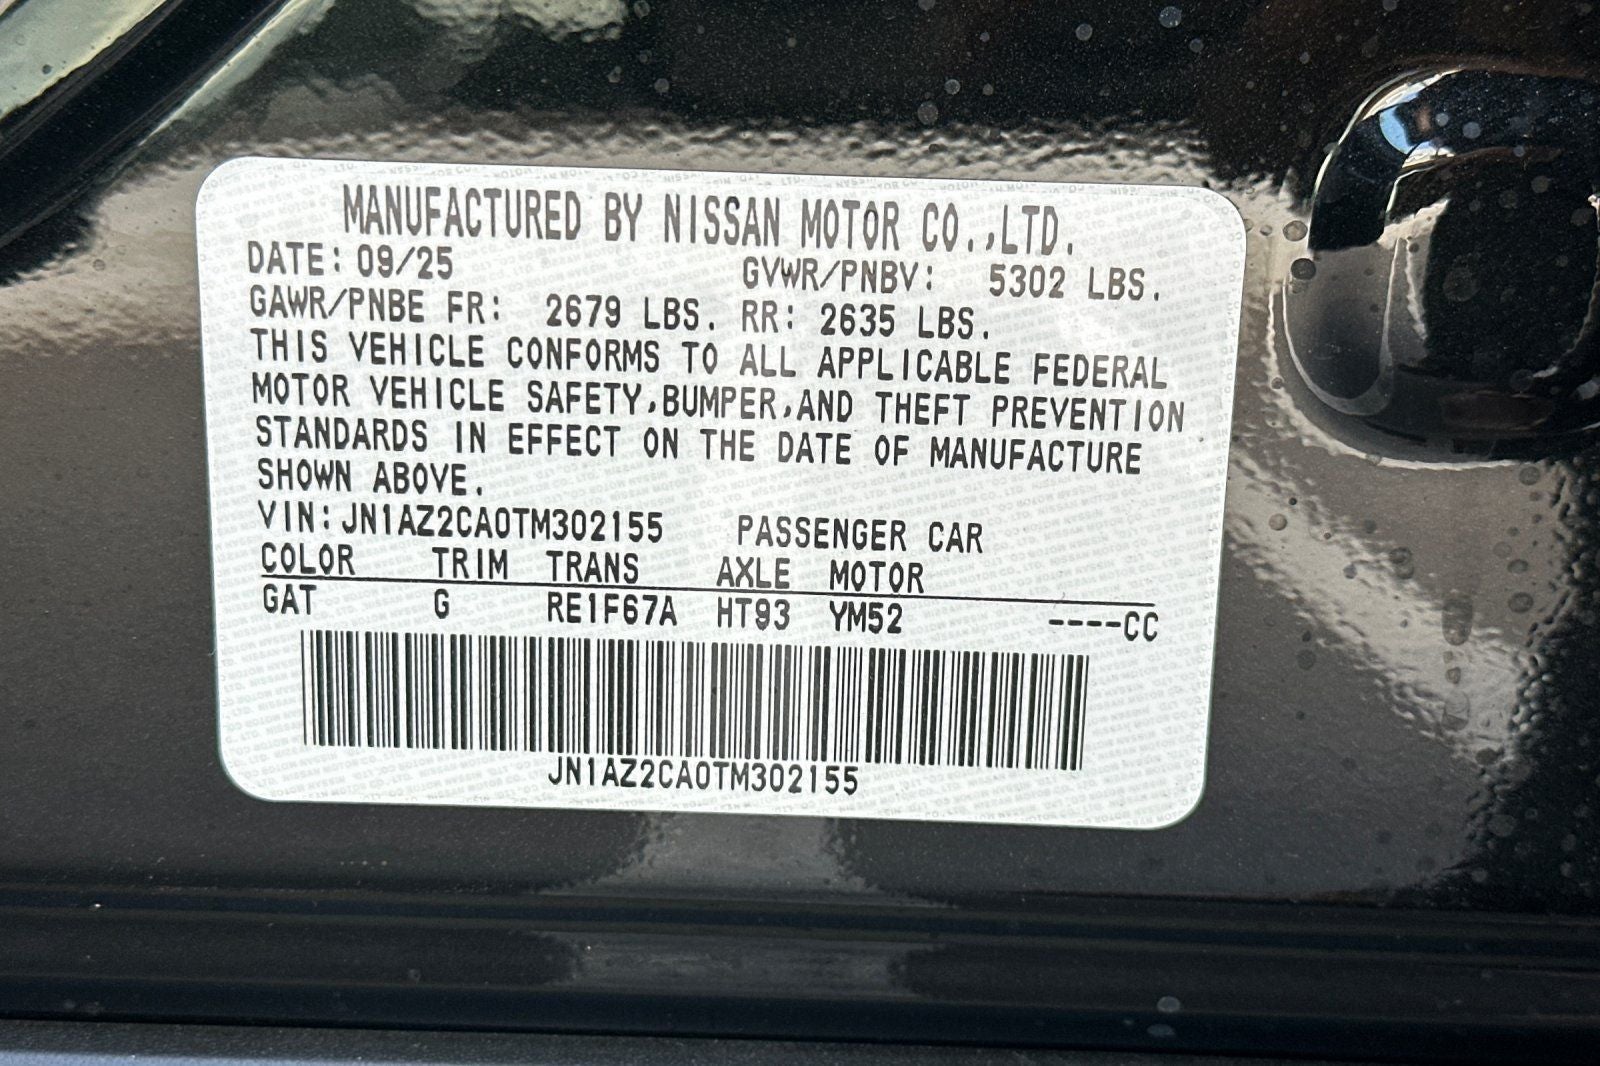 MANUFACTURED BY NISSAN MOTOR CO.,LTD.
DATE: 09/25 GVWR/PNBV: 5302 LBS.
GAWR/PNBE FR: 2679 LBS. RR: 2635 LBS.
THIS VEHICLE CONFORMS TO ALL APPLICABLE FEDERAL
MOTOR VEHICLE SAFETY,BUMPER,AND THEFT PREVENTION
STANDARDS IN EFFECT ON THE DATE OF MANUFACTURE
SHOWN ABOVE.
VIN:JN1AZ2CA0TM302155 PASSENGER CAR
COLOR TRIM TRANS AXLE MOTOR
GAT G RE1F67A HT93 YM52 ----CC
JN1AZ2CA0TM302155